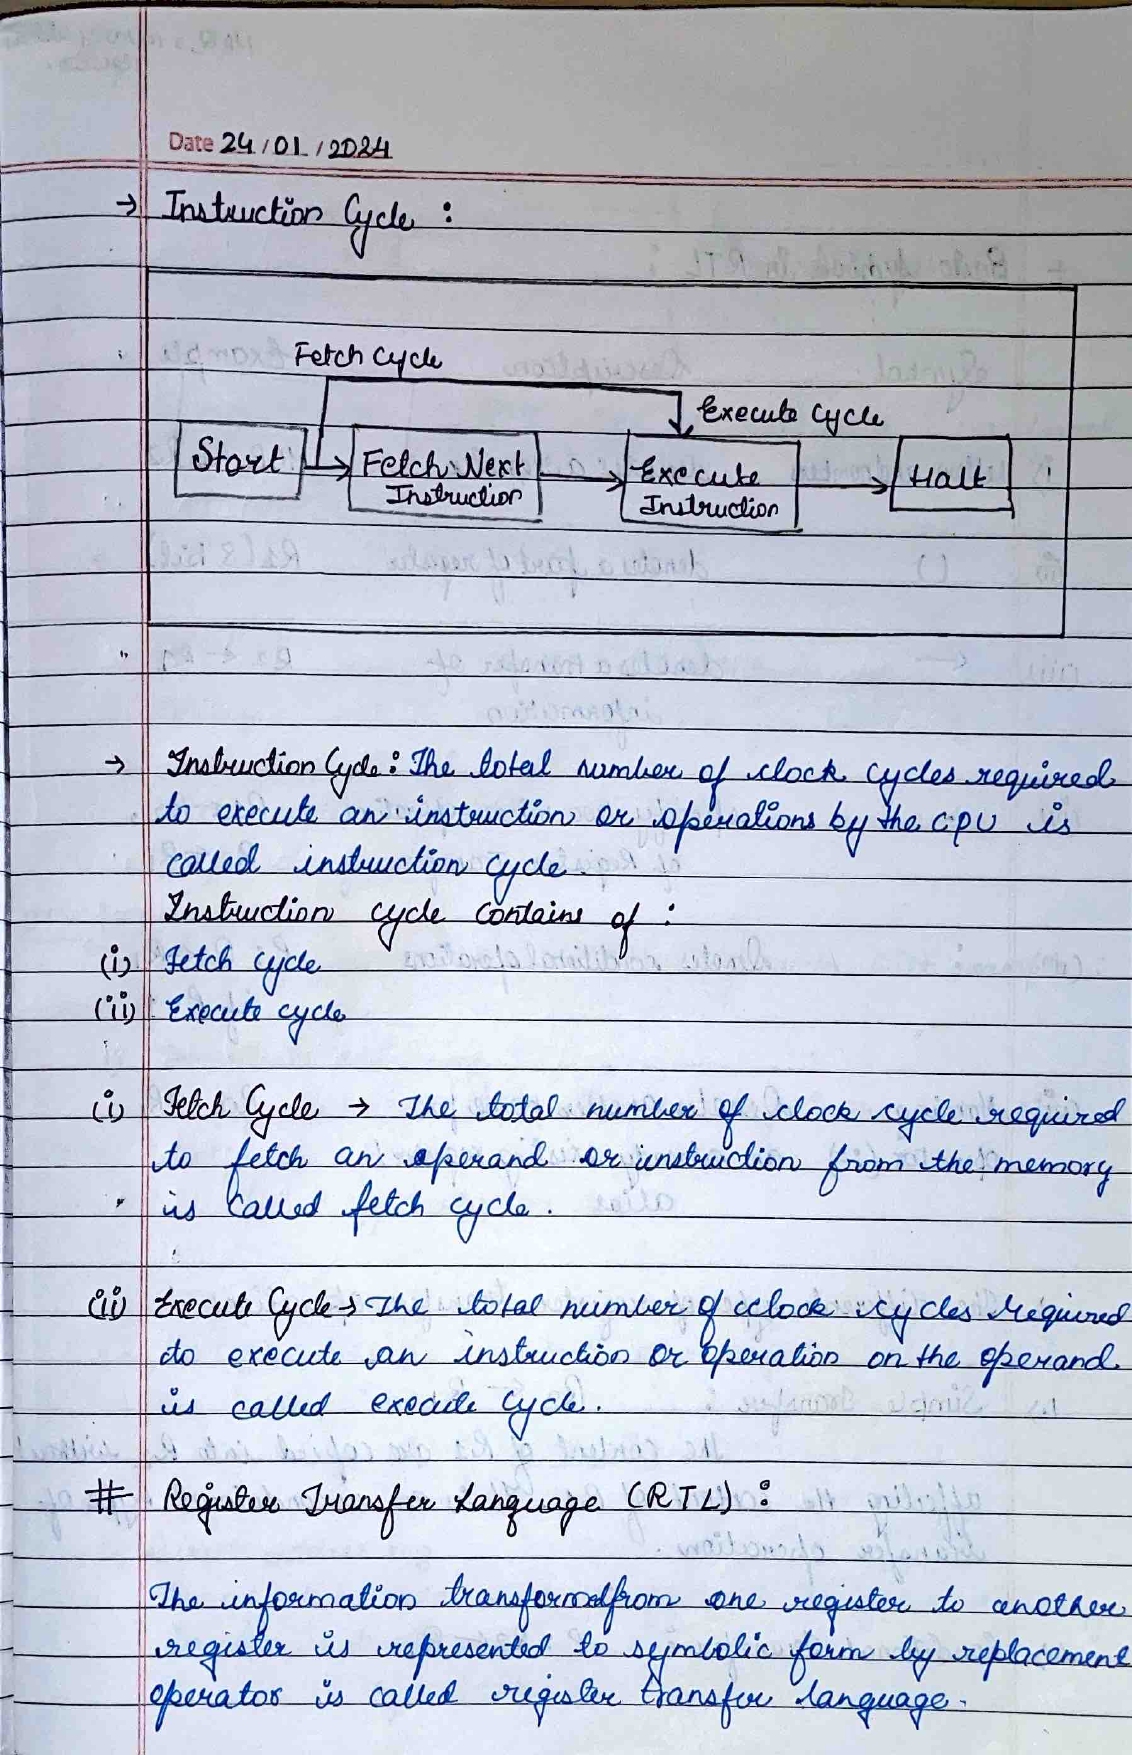 Date 24/01/2024
→ Instruction Cycle :
Fetch cycle
Execute cycle
Start
Fetch Next
Instruction
Execute
Instruction
Halt
→ Instruction Cycle : The total number of clock cycles required
to execute an instruction or operations by the CPU is
called instruction cycle
Instruction cycle contains of :
(i) Fetch cycle
(ii) Execute cycle
(i) Fetch Cycle → The total number of clock cycle required
to fetch an operand or instruction from the memory
is called fetch cycle.
(ii) Execute Cycle → The total number of clock cycles required
to execute an instruction or operation on the operand
is called execute cycle.
# Register Transfer Language (RTL) :
The information transformed from one register to another
register is represented to symbolic form by replacement
operator is called register transfer language.